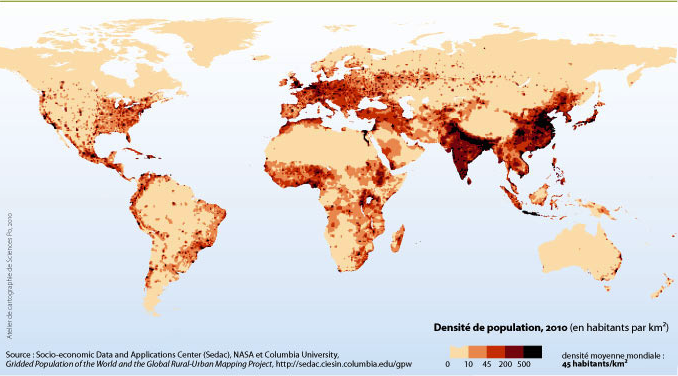 Atelier de cartographie de Sciences Po, 2010
Densité de population, 2010 (en habitants par km²)
0 10 45 200 500
densité moyenne mondiale :
45 habitants/km²
Source : Socio-economic Data and Applications Center (Sedac), NASA et Columbia University,
Gridded Population of the World and the Global Rural-Urban Mapping Project, http://sedac.ciesin.columbia.edu/gpw